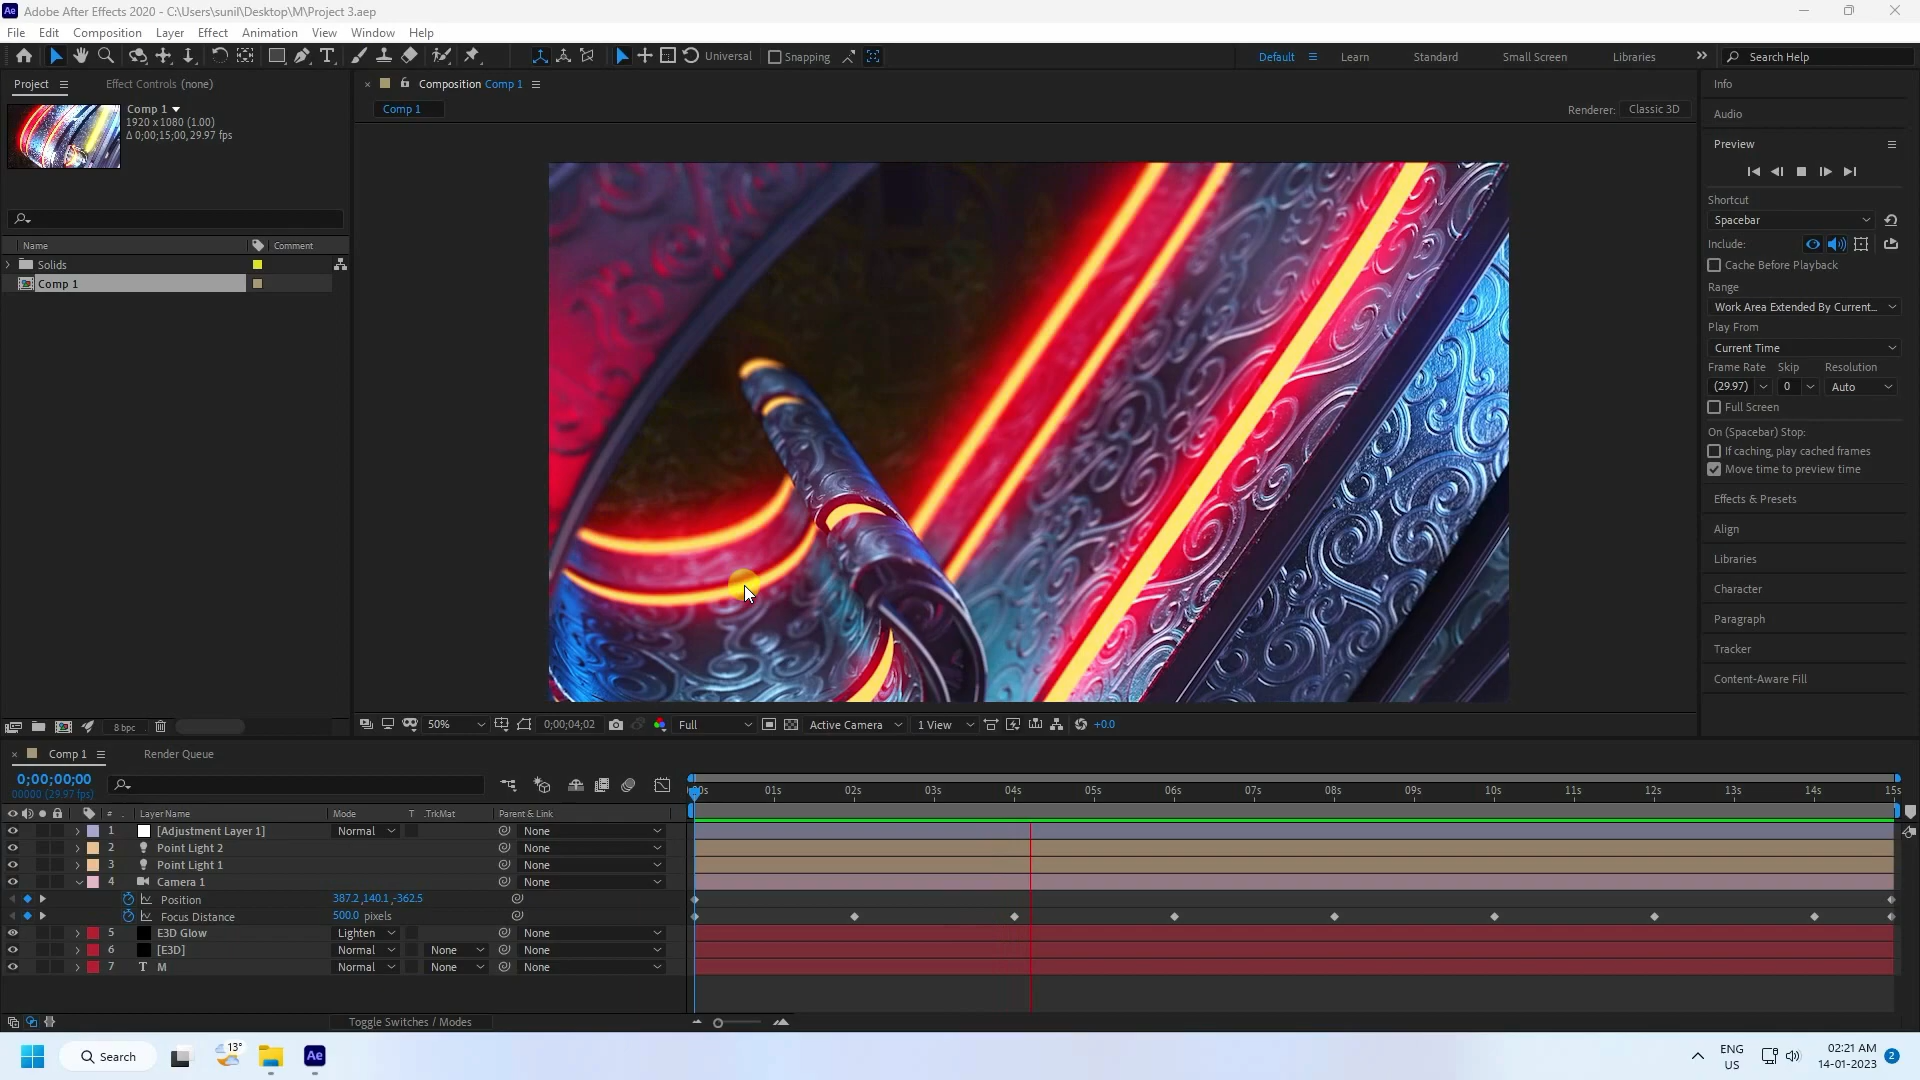 Adobe After Effects 2020 - C:\Users\sunil\Desktop\M\Project 3.aep
File Edit Composition Layer Effect Animation View Window Help
Universal Snapping Default Learn Standard Small Screen Libraries Search Help
Project Effect Controls (none)
Comp 1
1920 x 1080 (1.00)
Δ 0;00;15;00, 29.97 fps
Name Comment
Solids
Comp 1
8 bpc
Composition Comp 1
Comp 1
Renderer: Classic 3D
50% 0;00;04;02 Full Active Camera 1 View +0.0
Info
Audio
Preview
Shortcut
Spacebar
Include:
Cache Before Playback
Range
Work Area Extended By Current...
Play From
Current Time
Frame Rate Skip Resolution
(29.97) 0 Auto
Full Screen
On (Spacebar) Stop:
If caching, play cached frames
Move time to preview time
Effects & Presets
Align
Libraries
Character
Paragraph
Tracker
Content-Aware Fill
Comp 1 Render Queue
0;00;00;00
00000 (29.97 fps)
:00s 01s 02s 03s 04s 05s 06s 07s 08s 09s 10s 11s 12s 13s 14s 15s
# Layer Name Mode T .TrkMat Parent & Link
1 [Adjustment Layer 1] Normal None
2 Point Light 2 None
3 Point Light 1 None
4 Camera 1 None
Position 387.2,140.1,-362.5
Focus Distance 500.0 pixels
5 E3D Glow Lighten None
6 [E3D] Normal None None
7 T M Normal None None
Toggle Switches / Modes
Search 13° Ae ENG
US
02:21 AM
14-01-2023
2